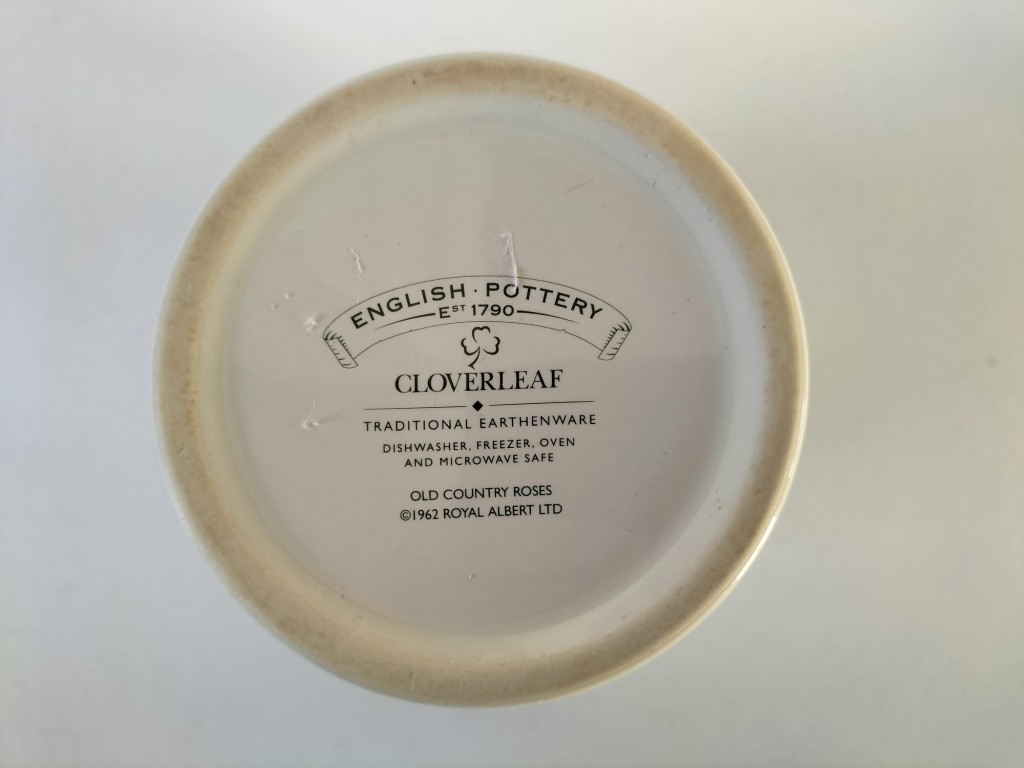 ENGLISH · POTTERY
EST 1790
CLOVERLEAF
TRADITIONAL EARTHENWARE
DISHWASHER, FREEZER, OVEN
AND MICROWAVE SAFE
OLD COUNTRY ROSES
©1962 ROYAL ALBERT LTD